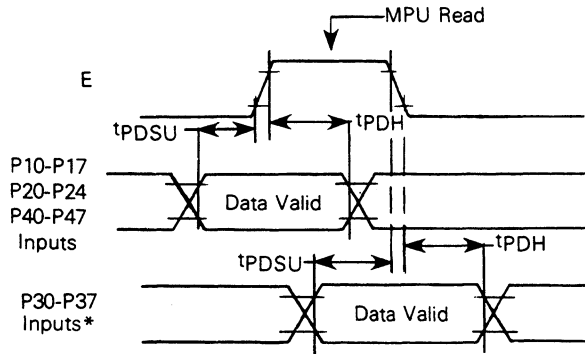 MPU Read
E
tPDSU
tPDH
P10-P17
P20-P24
P40-P47
Inputs
Data Valid
tPDSU
tPDH
P30-P37
Inputs*
Data Valid